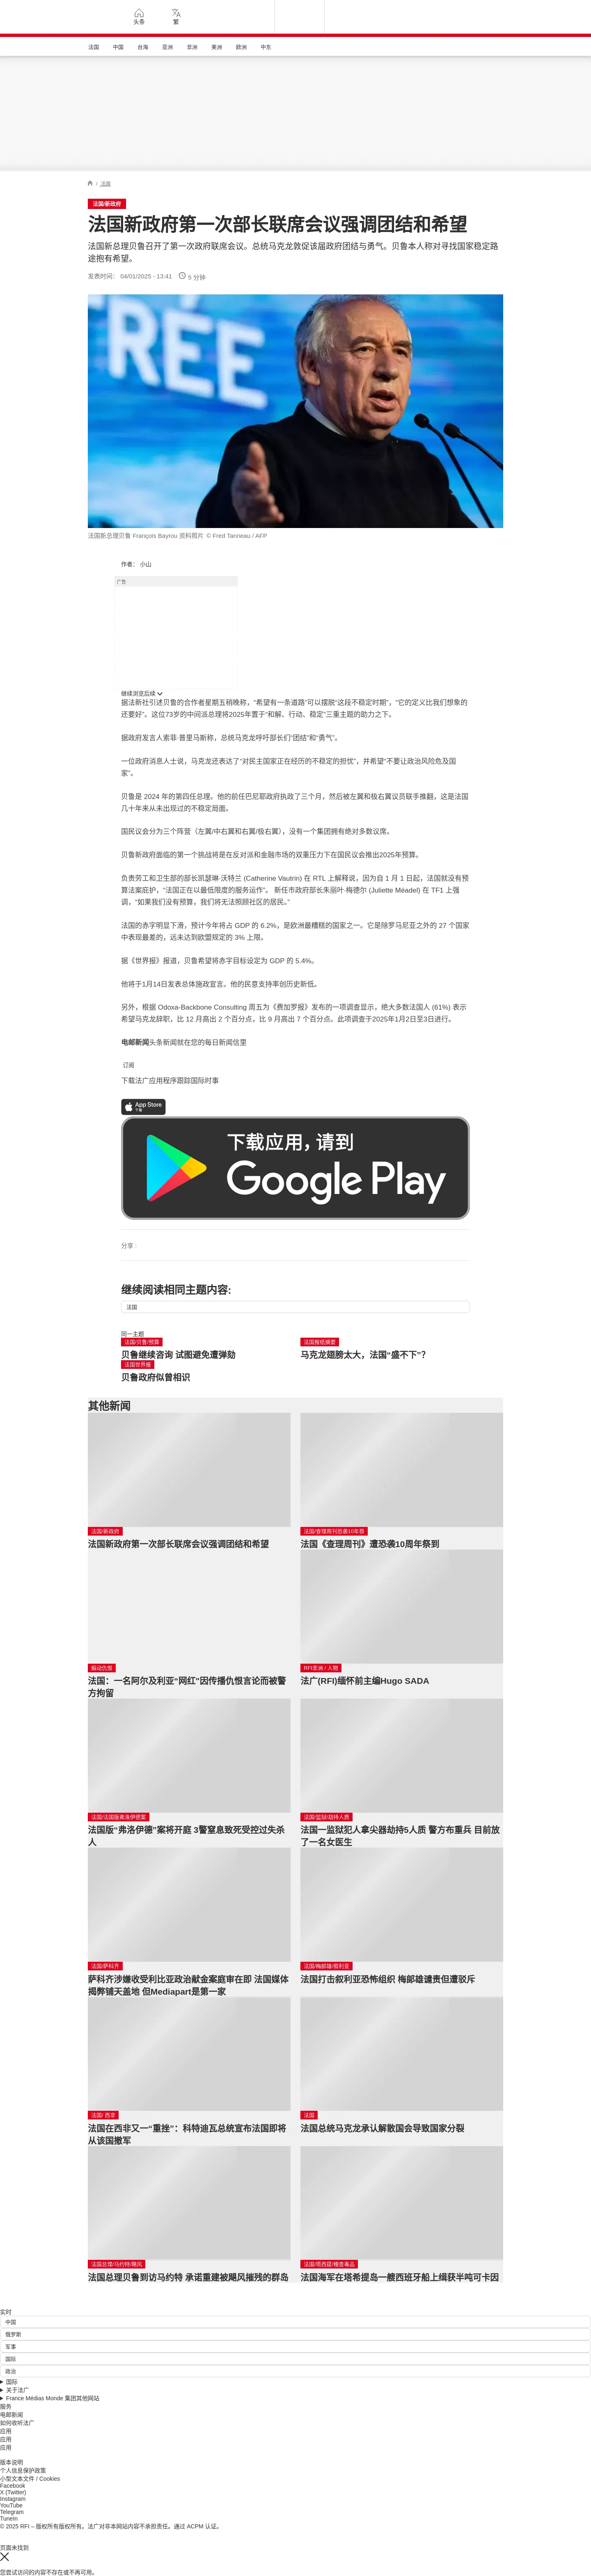 头条
繁
法国
中国
台海
亚洲
非洲
美洲
欧洲
中东
/ 法国
法国/新政府
法国新政府第一次部长联席会议强调团结和希望
法国新总理贝鲁召开了第一次政府联席会议。总统马克龙敦促该届政府团结与勇气。贝鲁本人称对寻找国家稳定路
途抱有希望。
发表时间： 04/01/2025 - 13:41
5 分钟
法国新总理贝鲁 François Bayrou 资料照片 © Fred Tanneau / AFP
作者： 小山
广告
继续浏览后续
据法新社引述贝鲁的合作者星期五稍晚称，“希望有一条道路”可以摆脱“这段不稳定时期”，"它的定义比我们想象的
还要好"。这位73岁的中间派总理将2025年置于“和解、行动、稳定”三重主题的助力之下。
据政府发言人索菲·普里马斯称，总统马克龙呼吁部长们“团结”和“勇气”。
一位政府消息人士说，马克龙还表达了“对民主国家正在经历的不稳定的担忧”，并希望“不要让政治风险危及国
家”。
贝鲁是 2024 年的第四任总理。他的前任巴尼耶政府执政了三个月，然后被左翼和极右翼议员联手推翻，这是法国
几十年来从未出现过的不稳定局面。
国民议会分为三个阵营（左翼/中右翼和右翼/极右翼），没有一个集团拥有绝对多数议席。
贝鲁新政府面临的第一个挑战将是在反对派和金融市场的双重压力下在国民议会推出2025年预算。
负责劳工和卫生部的部长凯瑟琳·沃特兰 (Catherine Vautrin) 在 RTL 上解释说，因为自 1 月 1 日起，法国就没有预
算法案庇护，“法国正在以最低限度的服务运作”。 新任市政府部长朱丽叶·梅德尔 (Juliette Méadel) 在 TF1 上强
调，“如果我们没有预算，我们将无法照顾社区的居民。”
法国的赤字明显下滑，预计今年将占 GDP 的 6.2%，是欧洲最糟糕的国家之一。它是除罗马尼亚之外的 27 个国家
中表现最差的，远未达到欧盟规定的 3% 上限。
据《世界报》报道，贝鲁希望将赤字目标设定为 GDP 的 5.4%。
他将于1月14日发表总体施政宣言。他的民意支持率创历史新低。
另外，根据 Odoxa-Backbone Consulting 周五为《费加罗报》发布的一项调查显示，绝大多数法国人 (61%) 表示
希望马克龙辞职，比 12 月高出 2 个百分点，比 9 月高出 7 个百分点。此项调查于2025年1月2日至3日进行。
电邮新闻头条新闻就在您的每日新闻信里
订阅
下载法广应用程序跟踪国际时事
App Store
下载
下载应用，请到
Google Play
分享 :
继续阅读相同主题内容:
法国
同一主题
法国/贝鲁/预算
贝鲁继续咨询 试图避免遭弹劾
法国报纸摘要
马克龙翅膀太大，法国“盛不下”？
法国世界报
贝鲁政府似曾相识
其他新闻
法国/新政府
法国新政府第一次部长联席会议强调团结和希望
法国/查理周刊恐袭10年祭
法国《查理周刊》遭恐袭10周年祭到
煽动仇恨
法国：一名阿尔及利亚“网红”因传播仇恨言论而被警
方拘留
RFI亚洲 / 人物
法广(RFI)缅怀前主编Hugo SADA
法国/法国版弗洛伊德案
法国版“弗洛伊德”案将开庭 3警窒息致死受控过失杀
人
法国/监狱/劫持人质
法国一监狱犯人拿尖器劫持5人质 警方布重兵 目前放
了一名女医生
法国/萨科齐
萨科齐涉嫌收受利比亚政治献金案庭审在即 法国媒体
揭弊铺天盖地 但Mediapart是第一家
法国/梅郎雄/叙利亚
法国打击叙利亚恐怖组织 梅郎雄谴责但遭驳斥
法国/ 西非
法国在西非又一“重挫”：科特迪瓦总统宣布法国即将
从该国撤军
法国
法国总统马克龙承认解散国会导致国家分裂
法国总理/马约特/飓风
法国总理贝鲁到访马约特 承诺重建被飓风摧残的群岛
法国/塔西提/稽查毒品
法国海军在塔希提岛一艘西班牙船上缉获半吨可卡因
实时
中国
俄罗斯
军事
国际
政治
国际
关于法广
France Médias Monde 集团其他网站
服务
电邮新闻
如何收听法广
应用
应用
应用
版本说明
个人信息保护政策
小型文本文件 / Cookies
Facebook
X (Twitter)
Instagram
YouTube
Telegram
TuneIn
© 2025 RFI – 版权所有版权所有。法广对非本网站内容不承担责任。通过 ACPM 认证。
页面未找到
您尝试访问的内容不存在或不再可用。